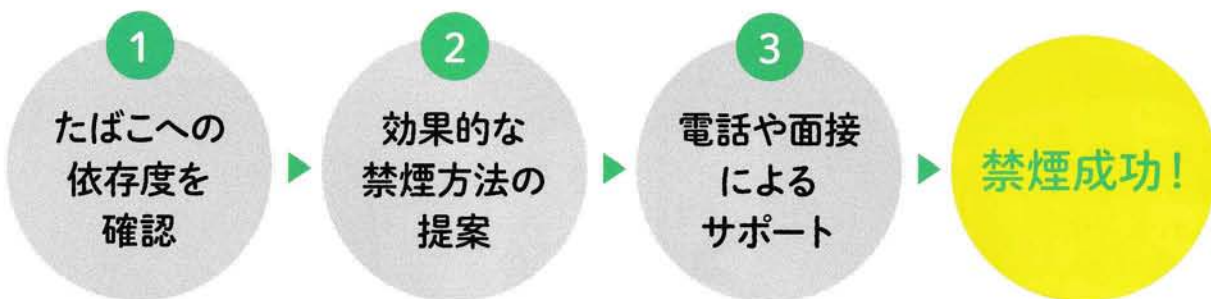 1
たばこへの
依存度を
確認
2
効果的な
禁煙方法の
提案
3
電話や面接
による
サポート
禁煙成功！